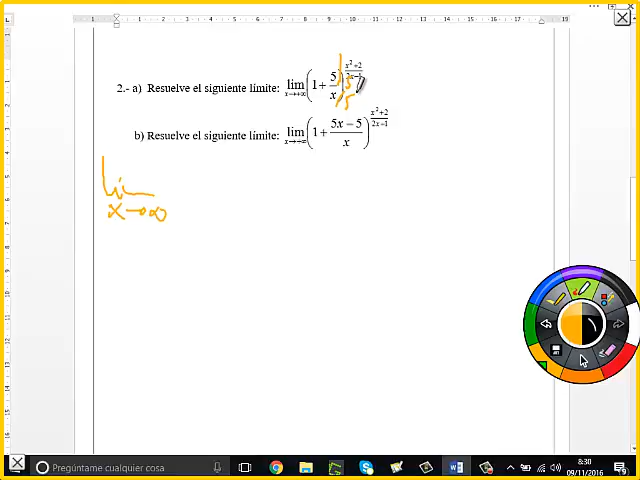 2.- a) Resuelve el siguiente límite: lim x→+∞ (1 + 5/x)^(x²+2)/(2x−1)
b) Resuelve el siguiente límite: lim x→+∞ (1 + (5x − 5)/x)^(x²+2)/(2x−1)
lim
x→∞
Pregúntame cualquier cosa
8:30
09/11/2016